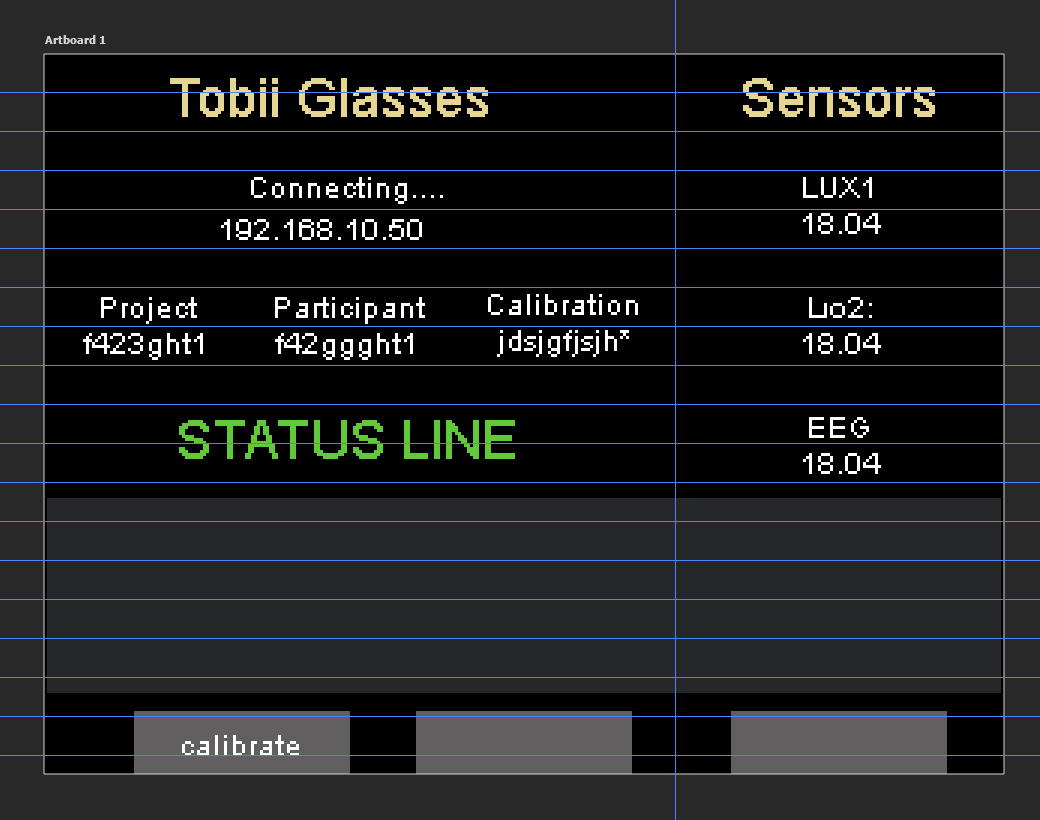 Artboard 1
Tobii Glasses
Sensors
Connecting....
192.168.10.50
LUX1
18.04
Project
f423ght1
Participant
f42ggght1
Calibration
jdsjgfjsjh*
Lio2:
18.04
STATUS LINE
EEG
18.04
calibrate